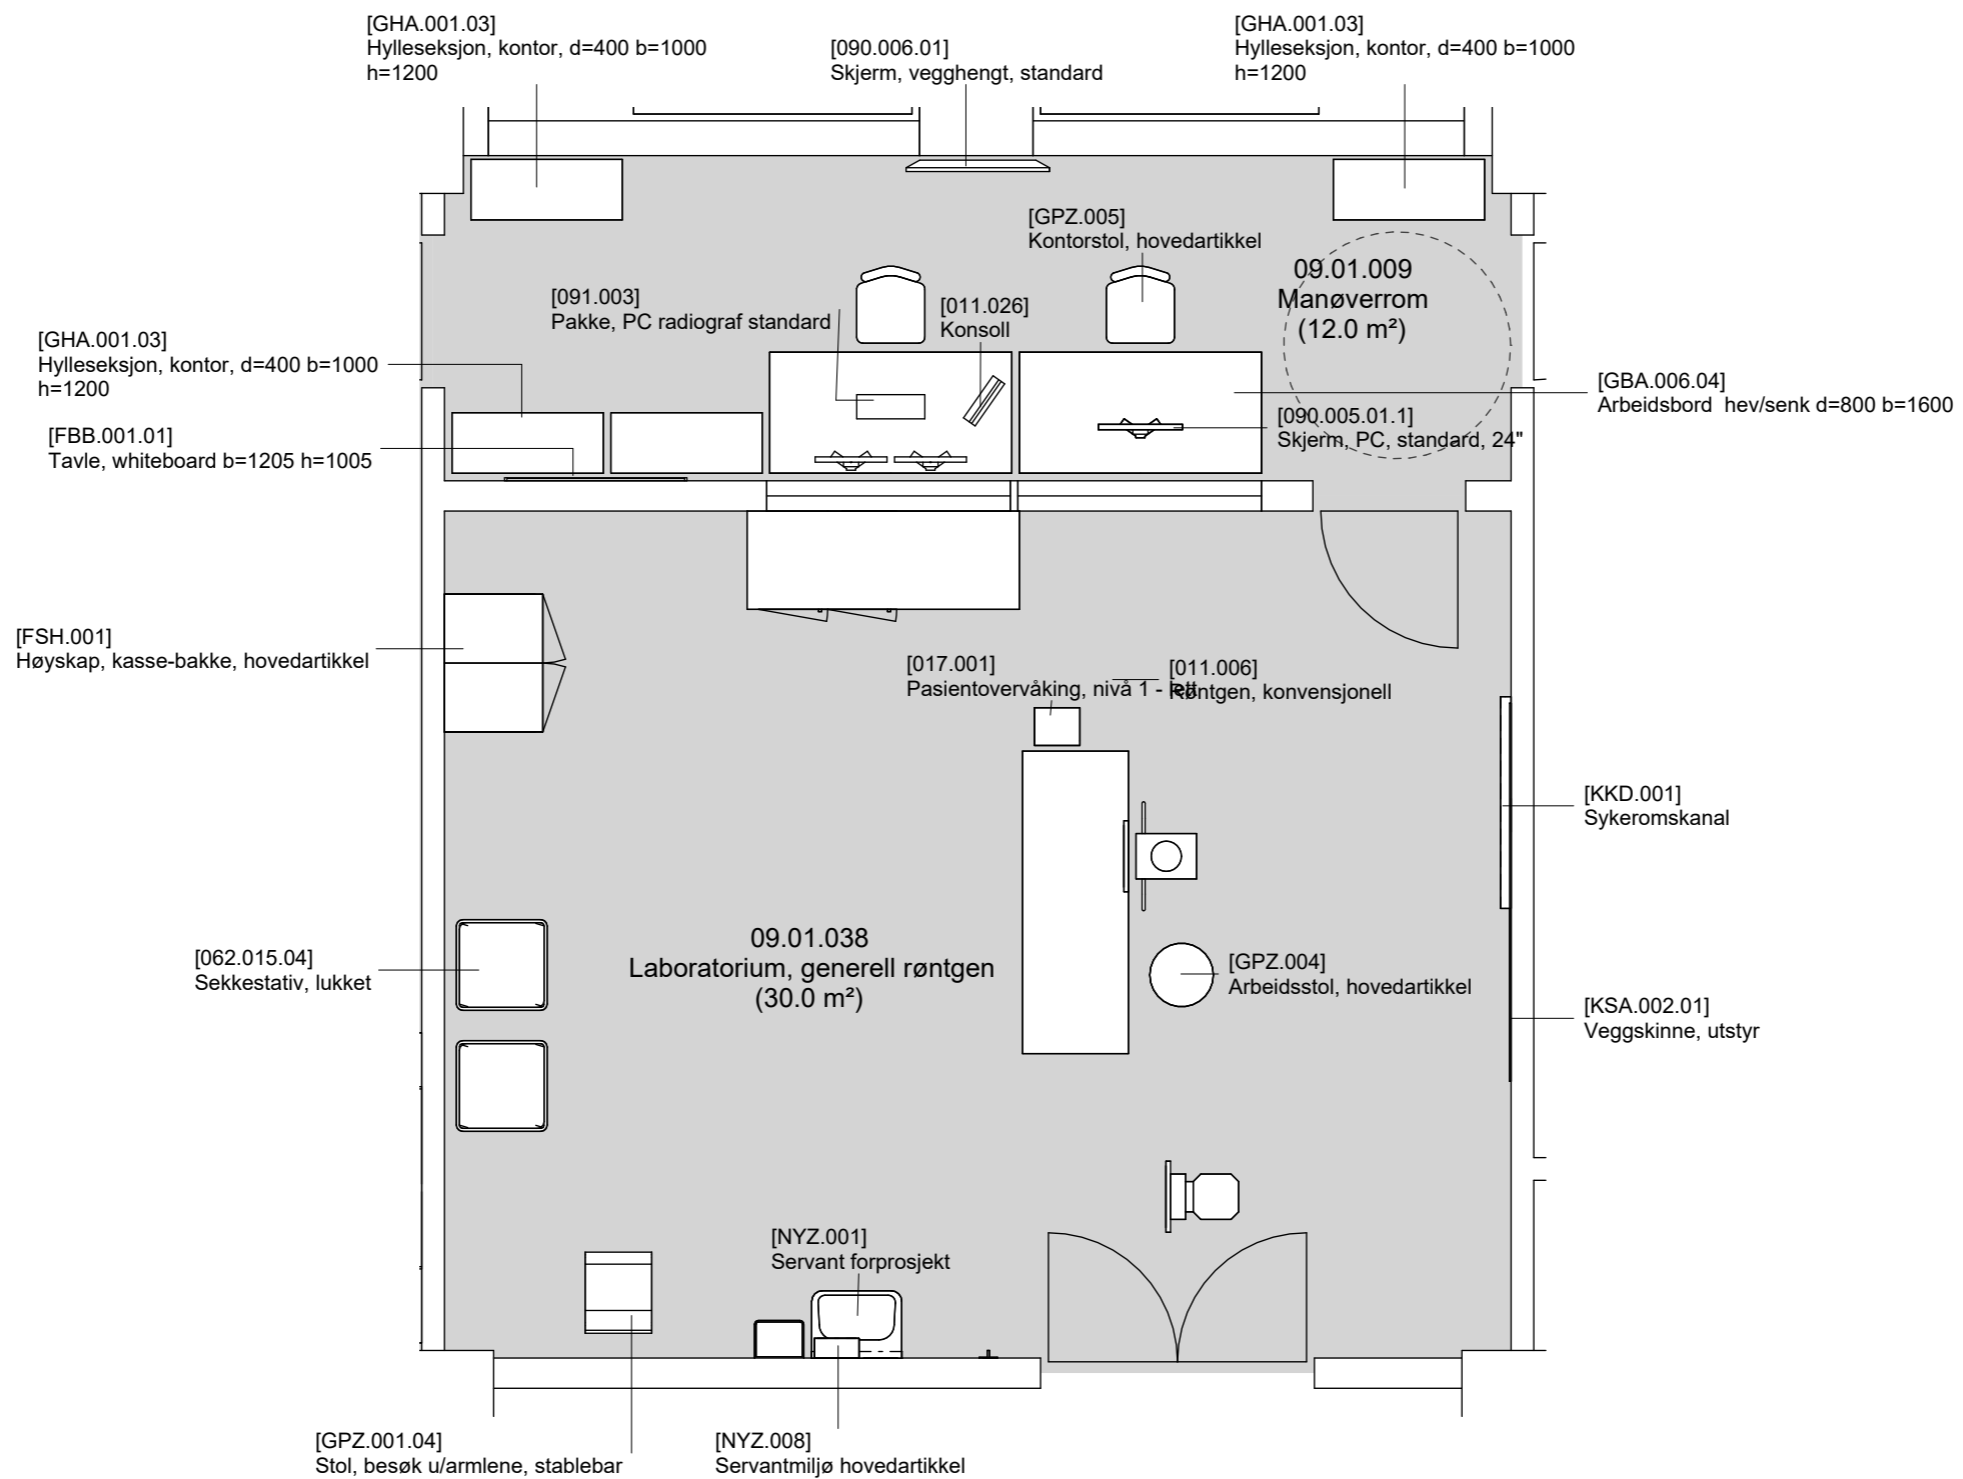 [GHA.001.03]
Hylleseksjon, kontor, d=400 b=1000
h=1200
[090.006.01]
Skjerm, vegghengt, standard
[GHA.001.03]
Hylleseksjon, kontor, d=400 b=1000
h=1200
[GPZ.005]
Kontorstol, hovedartikkel
09.01.009
Manøverrom
(12.0 m²)
[091.003]
Pakke, PC radiograf standard
[011.026]
Konsoll
[GHA.001.03]
Hylleseksjon, kontor, d=400 b=1000
h=1200
[GBA.006.04]
Arbeidsbord  hev/senk d=800 b=1600
[090.005.01.1]
Skjerm, PC, standard, 24"
[FBB.001.01]
Tavle, whiteboard b=1205 h=1005
[FSH.001]
Høyskap, kasse-bakke, hovedartikkel
[017.001]
Pasientovervåking, nivå 1 - lett
[011.006]
Røntgen, konvensjonell
[KKD.001]
Sykeromskanal
09.01.038
Laboratorium, generell røntgen
(30.0 m²)
[062.015.04]
Sekkestativ, lukket
[GPZ.004]
Arbeidsstol, hovedartikkel
[KSA.002.01]
Veggskinne, utstyr
[NYZ.001]
Servant forprosjekt
[GPZ.001.04]
Stol, besøk u/armlene, stablebar
[NYZ.008]
Servantmiljø hovedartikkel